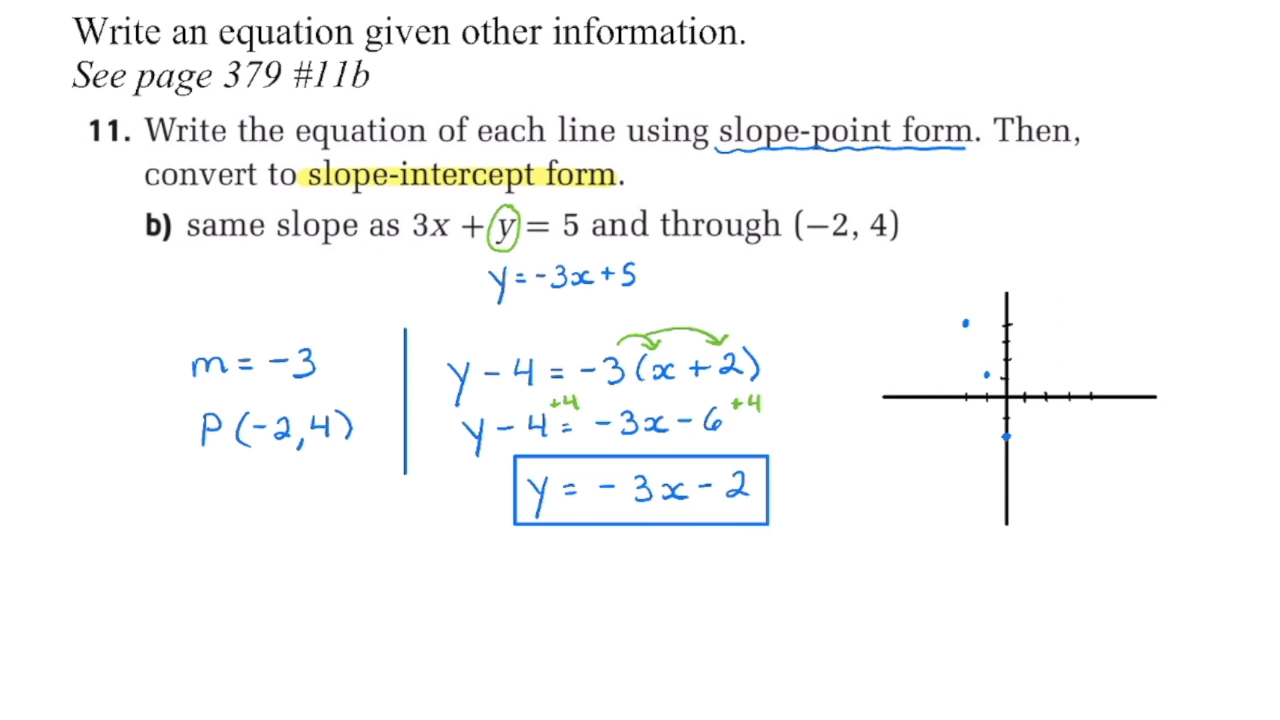 Write an equation given other information.
See page 379 #11b
11. Write the equation of each line using slope-point form. Then,
convert to slope-intercept form.
b) same slope as 3x + y = 5 and through (−2, 4)
y = -3x + 5
m = -3
P (-2, 4)
y - 4 = -3 (x + 2)
+4 +4
y - 4 = -3x - 6
y = - 3x - 2